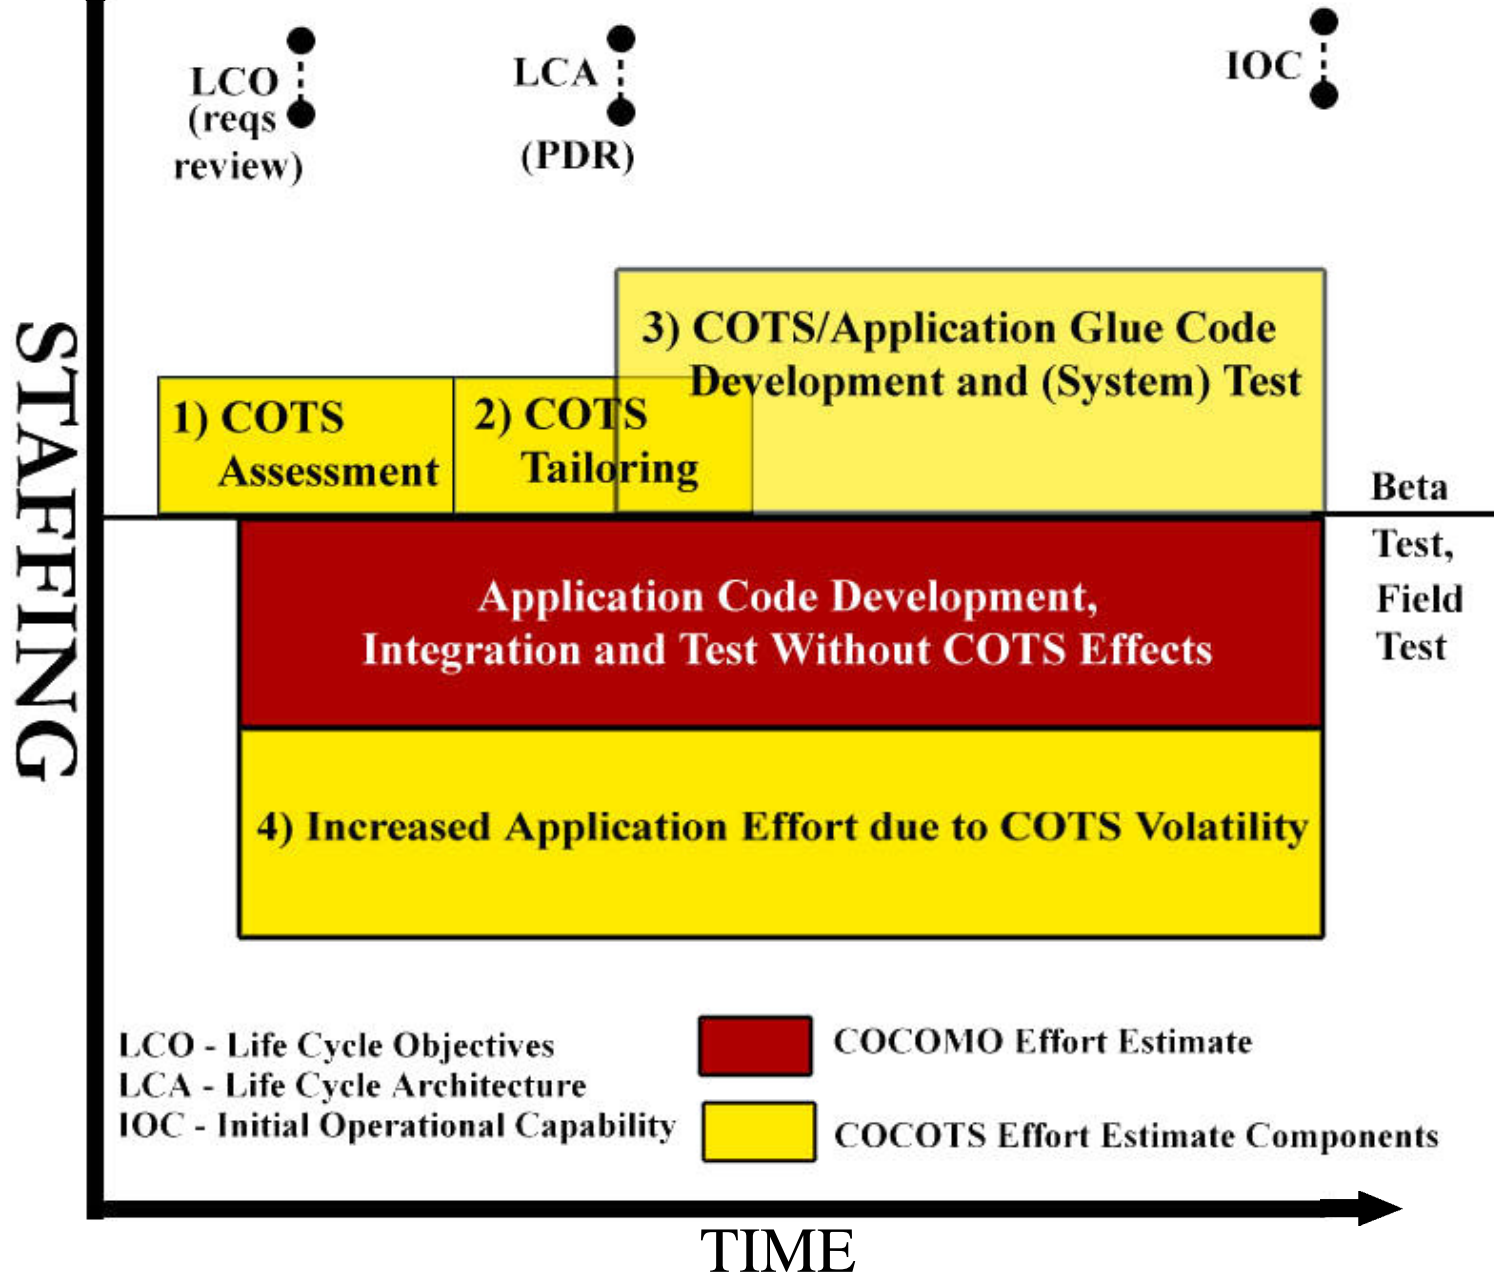 LCO
(reqs
review)
LCA
(PDR)
IOC
STAFFING
3) COTS/Application Glue Code
Development and (System) Test
1) COTS
Assessment
2) COTS
Tailoring
Beta
Test,
Field
Test
Application Code Development,
Integration and Test Without COTS Effects
4) Increased Application Effort due to COTS Volatility
LCO - Life Cycle Objectives
LCA - Life Cycle Architecture
IOC - Initial Operational Capability
COCOMO Effort Estimate
COCOTS Effort Estimate Components
TIME